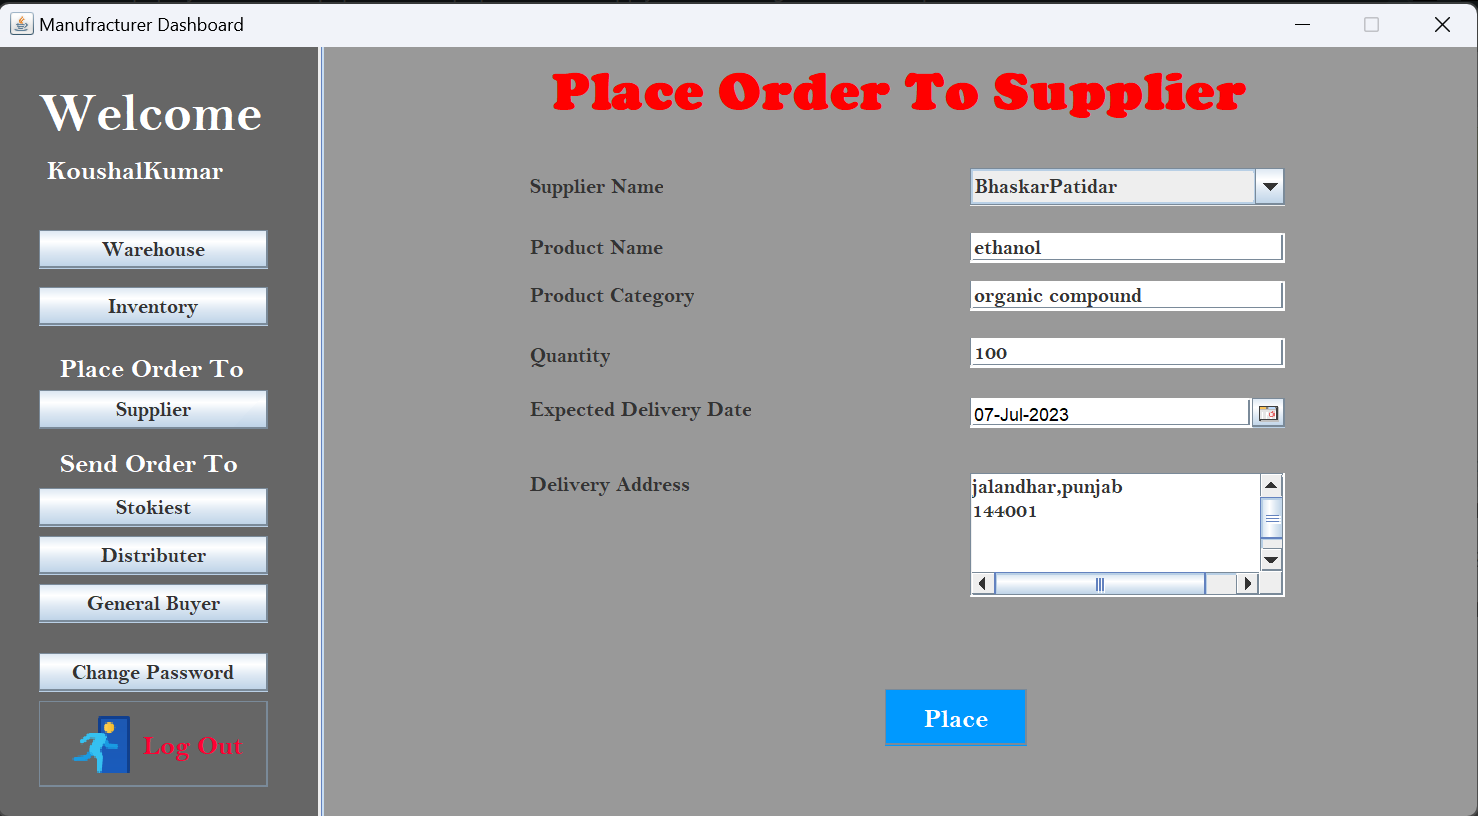 Manufracturer Dashboard
Welcome
KoushalKumar
Warehouse
Inventory
Place Order To
Supplier
Send Order To
Stokiest
Distributer
General Buyer
Change Password
Log Out
Place Order To Supplier
Supplier Name
BhaskarPatidar
Product Name
ethanol
Product Category
organic compound
Quantity
100
Expected Delivery Date
07-Jul-2023
Delivery Address
jalandhar,punjab
144001
Place